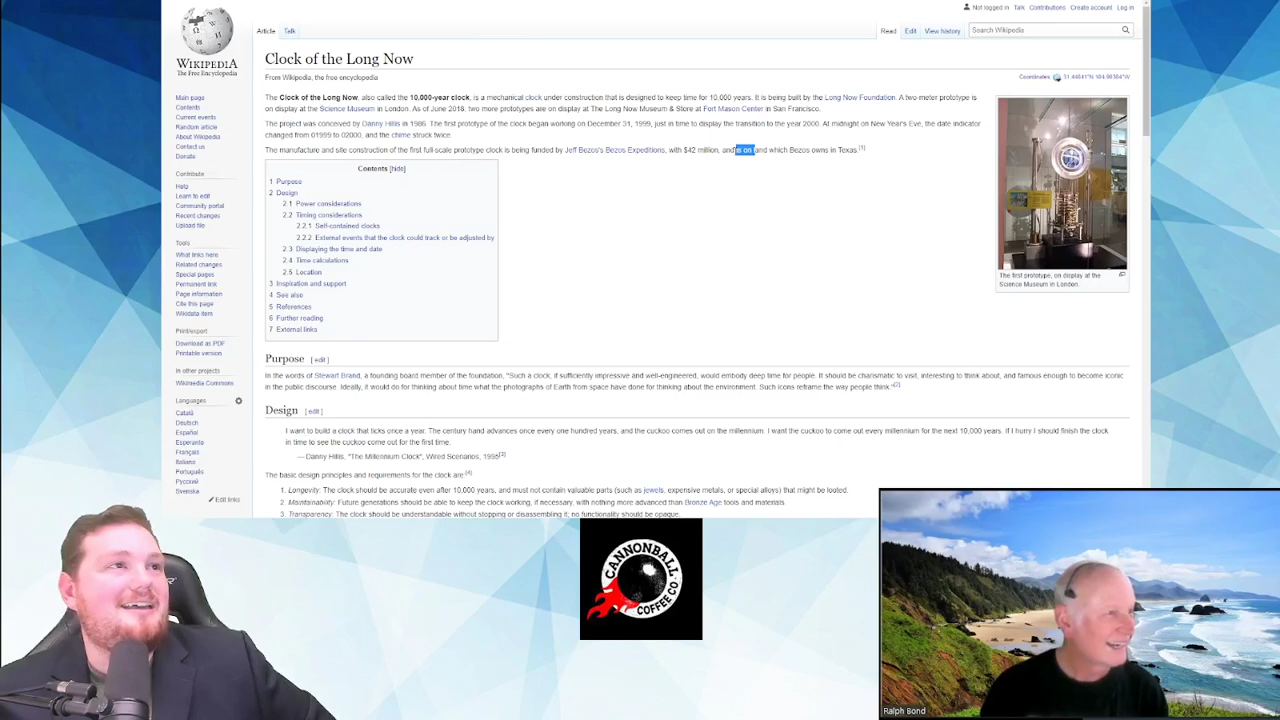 Not logged in Talk Contributions Create account Log in
Article Talk
Read Edit View history Search Wikipedia
WIKIPEDIA
The Free Encyclopedia
Clock of the Long Now
From Wikipedia, the free encyclopedia
Coordinates:
The Clock of the Long Now, also called the 10,000-year clock, is a mechanical clock under construction that is designed to keep time for 10,000 years. It is being built by the Long Now Foundation. A two-meter prototype is
on display at the Science Museum in London. As of June 2018, two more prototypes are on display at The Long Now Museum & Store at Fort Mason Center in San Francisco.
The project was conceived by Danny Hillis in 1986. The first prototype of the clock began working on December 31, 1999, just in time to display the transition to the year 2000. At midnight on New Year's Eve, the date indicator
changed from 01999 to 02000, and the chime struck twice.
The manufacture and site construction of the first full-scale prototype clock is being funded by Jeff Bezos's Bezos Expeditions, with $42 million, and is on land which Bezos owns in Texas.[1]
The first prototype, on display at the
Science Museum in London.
Contents [hide]
1 Purpose
2 Design
2.1 Power considerations
2.2 Timing considerations
2.2.1 Self-contained clocks
2.2.2 External events that the clock could track or be adjusted by
2.3 Displaying the time and date
2.4 Time calculations
2.5 Location
3 Inspiration and support
4 See also
5 References
6 Further reading
7 External links
Purpose [ edit ]
In the words of Stewart Brand, a founding board member of the foundation, "Such a clock, if sufficiently impressive and well-engineered, would embody deep time for people. It should be charismatic to visit, interesting to think about, and famous enough to become iconic
in the public discourse. Ideally, it would do for thinking about time what the photographs of Earth from space have done for thinking about the environment. Such icons reframe the way people think."[2]
Design [ edit ]
I want to build a clock that ticks once a year. The century hand advances once every one hundred years, and the cuckoo comes out on the millennium. I want the cuckoo to come out every millennium for the next 10,000 years. If I hurry I should finish the clock
in time to see the cuckoo come out for the first time.
— Danny Hillis, "The Millennium Clock", Wired Scenarios, 1995[3]
The basic design principles and requirements for the clock are:[4]
1. Longevity: The clock should be accurate even after 10,000 years, and must not contain valuable parts (such as jewels, expensive metals, or special alloys) that might be looted.
2. Maintainability: Future generations should be able to keep the clock working, if necessary, with nothing more advanced than Bronze Age tools and materials.
3. Transparency: The clock should be understandable without stopping or disassembling it; no functionality should be opaque.
Main page
Contents
Current events
Random article
About Wikipedia
Contact us
Donate
Contribute
Help
Learn to edit
Community portal
Recent changes
Upload file
Tools
What links here
Related changes
Special pages
Permanent link
Page information
Cite this page
Wikidata item
Print/export
Download as PDF
Printable version
In other projects
Wikimedia Commons
Languages
Català
Deutsch
Español
Esperanto
Français
Italiano
Português
Русский
Svenska
Edit links
CANNONBALL
COFFEE CO.
Ralph Bond